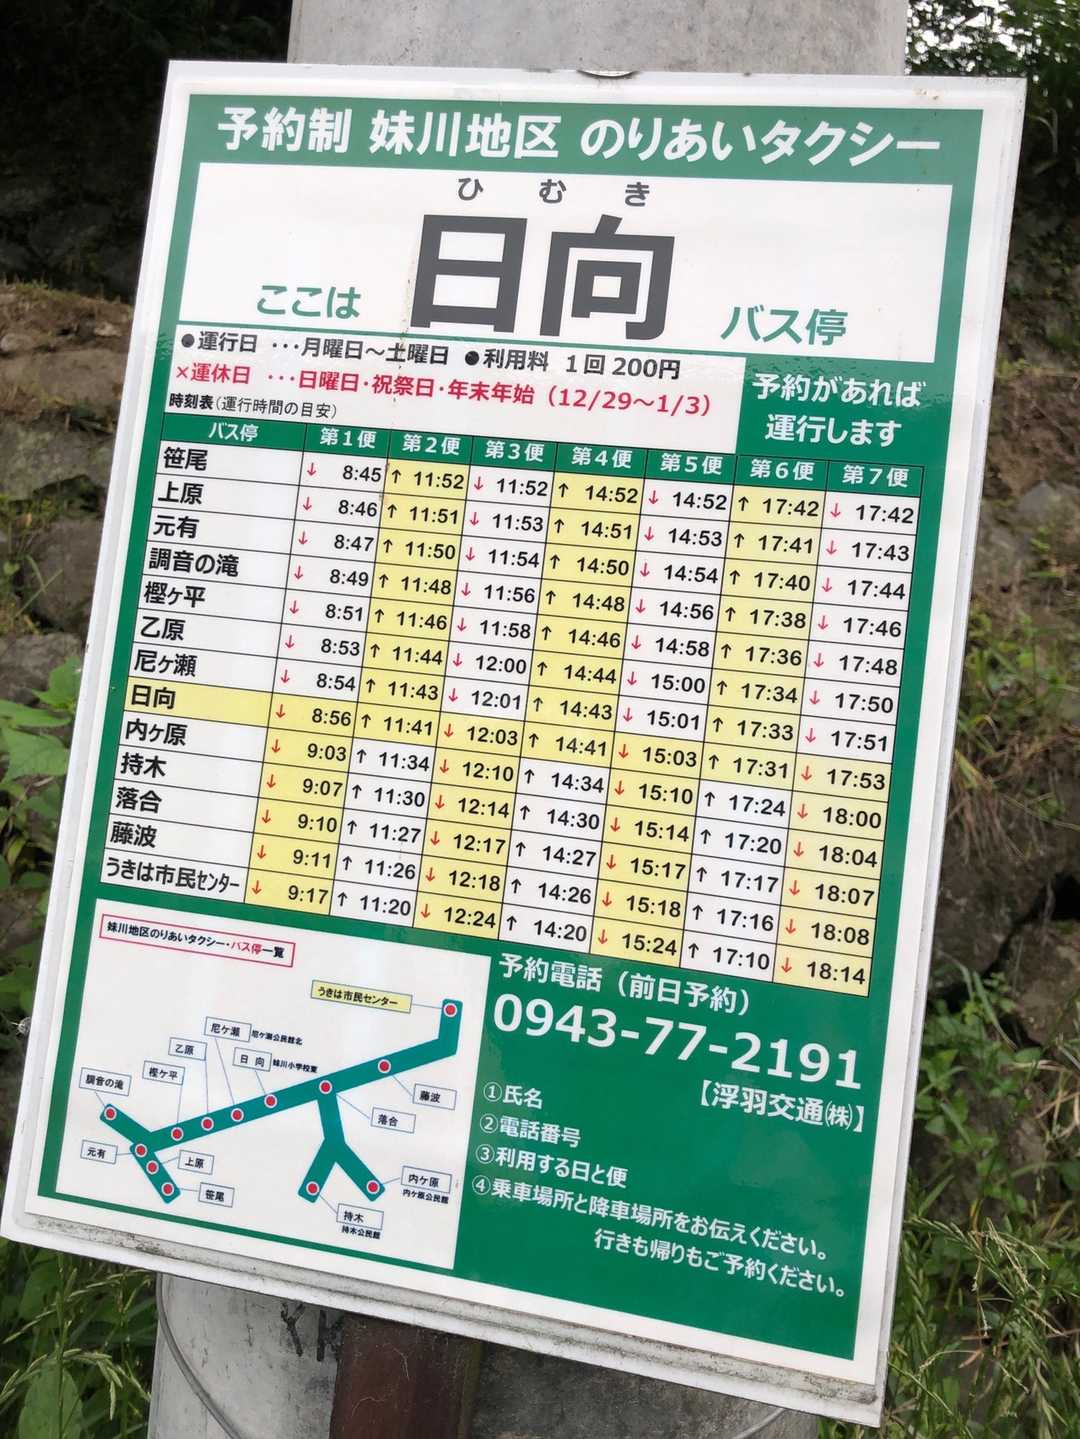 予約制 妹川地区 のりあいタクシー
ひむき
ここは 日向 バス停
●運行日 ･･･月曜日～土曜日 ●利用料 1回 200円
×運休日 ･･･日曜日･祝祭日･年末年始（12/29～1/3）
予約があれば
運行します
時刻表（運行時間の目安）
バス停 第1便 第2便 第3便 第4便 第5便 第6便 第7便
笹尾 ↓ 8:45 ↑ 11:52 ↓ 11:52 ↑ 14:52 ↓ 14:52 ↑ 17:42 ↓ 17:42
上原 ↓ 8:46 ↑ 11:51 ↓ 11:53 ↑ 14:51 ↓ 14:53 ↑ 17:41 ↓ 17:43
元有 ↓ 8:47 ↑ 11:50 ↓ 11:54 ↑ 14:50 ↓ 14:54 ↑ 17:40 ↓ 17:44
調音の滝 ↓ 8:49 ↑ 11:48 ↓ 11:56 ↑ 14:48 ↓ 14:56 ↑ 17:38 ↓ 17:46
樫ヶ平 ↓ 8:51 ↑ 11:46 ↓ 11:58 ↑ 14:46 ↓ 14:58 ↑ 17:36 ↓ 17:48
乙原 ↓ 8:53 ↑ 11:44 ↓ 12:00 ↑ 14:44 ↓ 15:00 ↑ 17:34 ↓ 17:50
尼ヶ瀬 ↓ 8:54 ↑ 11:43 ↓ 12:01 ↑ 14:43 ↓ 15:01 ↑ 17:33 ↓ 17:51
日向 ↓ 8:56 ↑ 11:41 ↓ 12:03 ↑ 14:41 ↓ 15:03 ↑ 17:31 ↓ 17:53
内ヶ原 ↓ 9:03 ↑ 11:34 ↓ 12:10 ↑ 14:34 ↓ 15:10 ↑ 17:24 ↓ 18:00
持木 ↓ 9:07 ↑ 11:30 ↓ 12:14 ↑ 14:30 ↓ 15:14 ↑ 17:20 ↓ 18:04
落合 ↓ 9:10 ↑ 11:27 ↓ 12:17 ↑ 14:27 ↓ 15:17 ↑ 17:17 ↓ 18:07
藤波 ↓ 9:11 ↑ 11:26 ↓ 12:18 ↑ 14:26 ↓ 15:18 ↑ 17:16 ↓ 18:08
うきは市民センター ↓ 9:17 ↑ 11:20 ↓ 12:24 ↑ 14:20 ↓ 15:24 ↑ 17:10 ↓ 18:14
妹川地区のりあいタクシー・バス停一覧
うきは市民センター
尼ケ瀬 尼ケ瀬公民館北
乙原
日 向 妹川小学校東
樫ケ平
調音の滝
藤波
落合
元有
上原
笹尾
内ケ原
内ケ原公民館
持木
持木公民館
予約電話（前日予約）
0943-77-2191
【浮羽交通㈱】
①氏名
②電話番号
③利用する日と便
④乗車場所と降車場所をお伝えください。
行きも帰りもご予約ください。